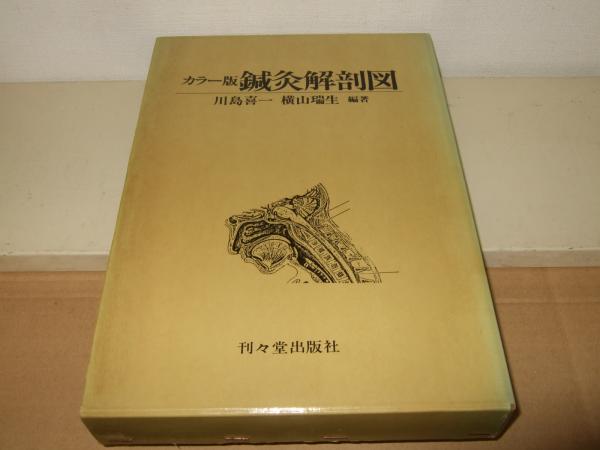 カラー版 鍼灸解剖図
川島喜一 横山瑞生 編著
刊々堂出版社